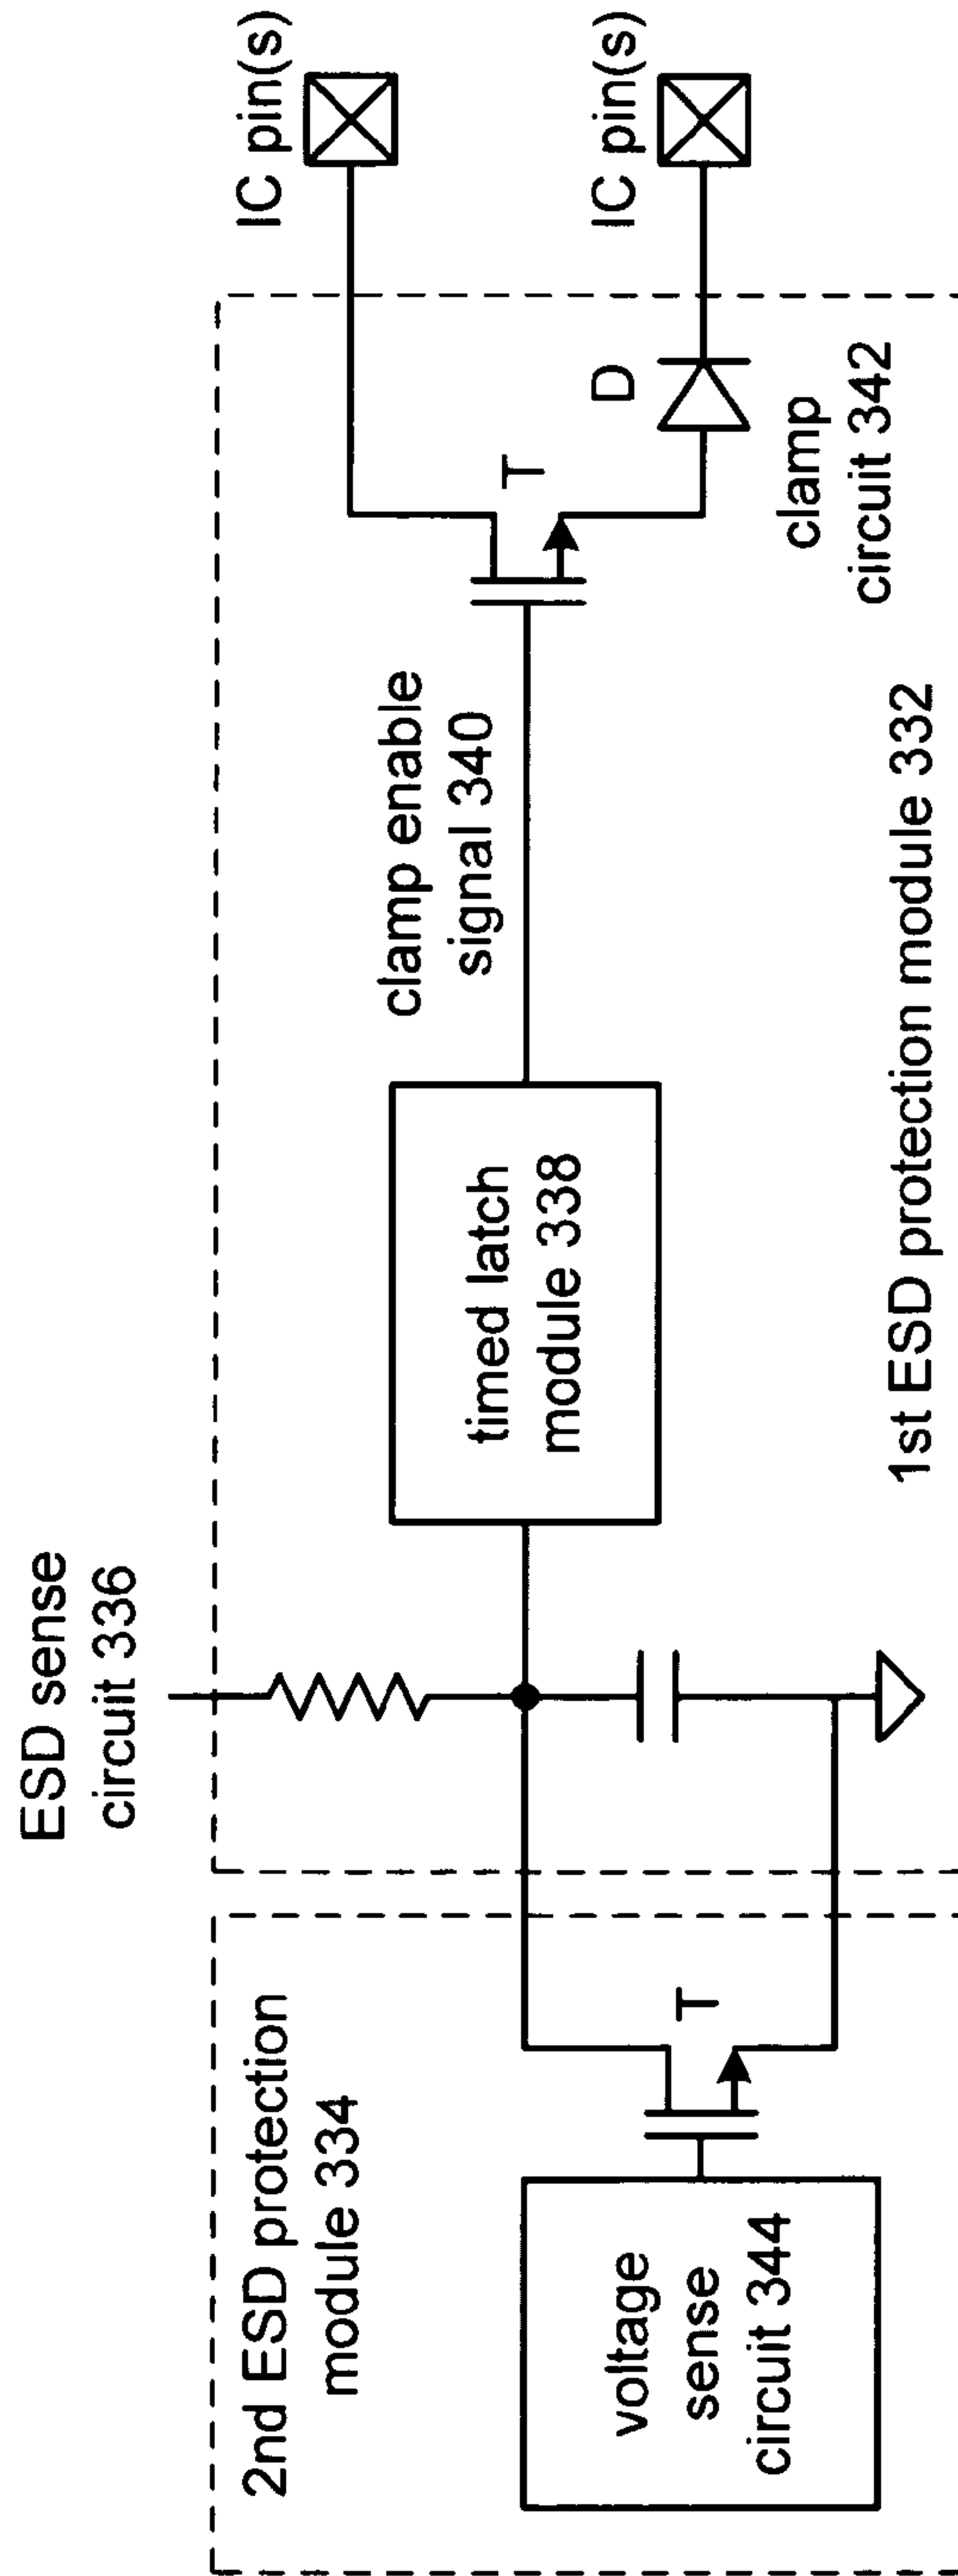 2nd ESD protection
module 334
voltage
sense
circuit 344
T
ESD sense
circuit 336
timed latch
module 338
clamp enable
signal 340
T
D
clamp
circuit 342
1st ESD protection module 332
IC pin(s)
IC pin(s)